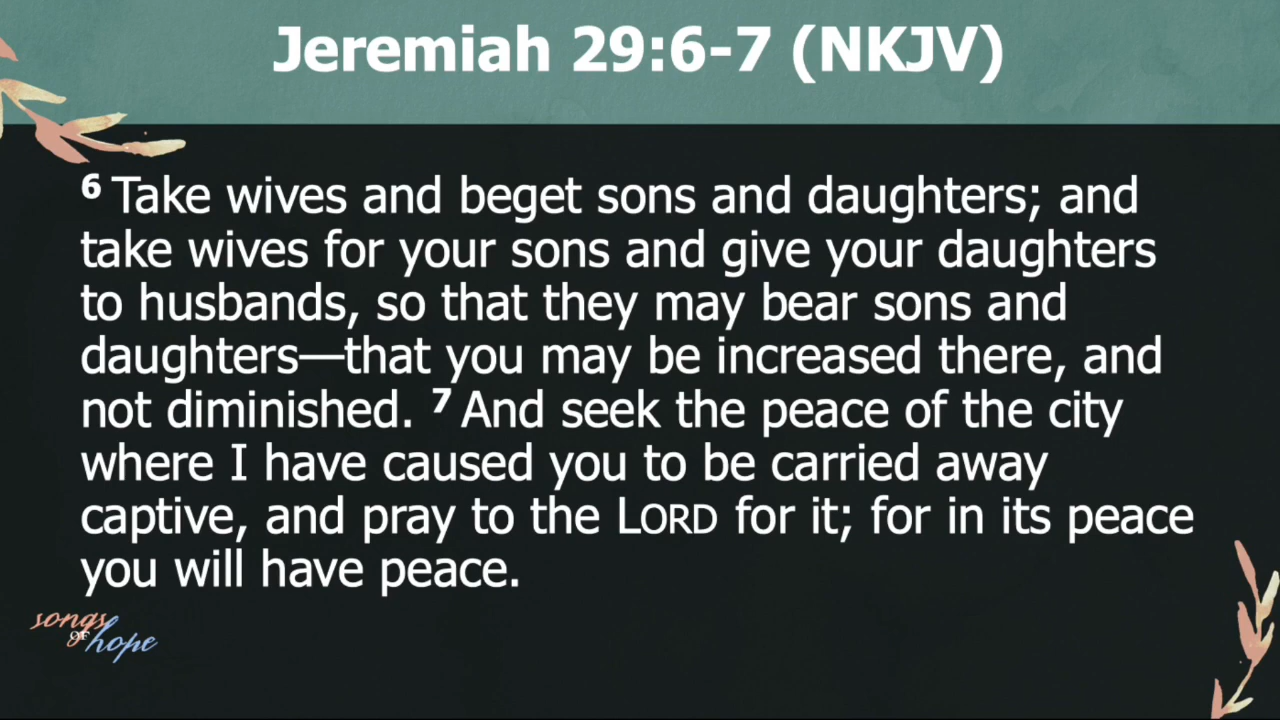 Jeremiah 29:6-7 (NKJV)
6 Take wives and beget sons and daughters; and
take wives for your sons and give your daughters
to husbands, so that they may bear sons and
daughters—that you may be increased there, and
not diminished. 7 And seek the peace of the city
where I have caused you to be carried away
captive, and pray to the LORD for it; for in its peace
you will have peace.
songs
OF
hope